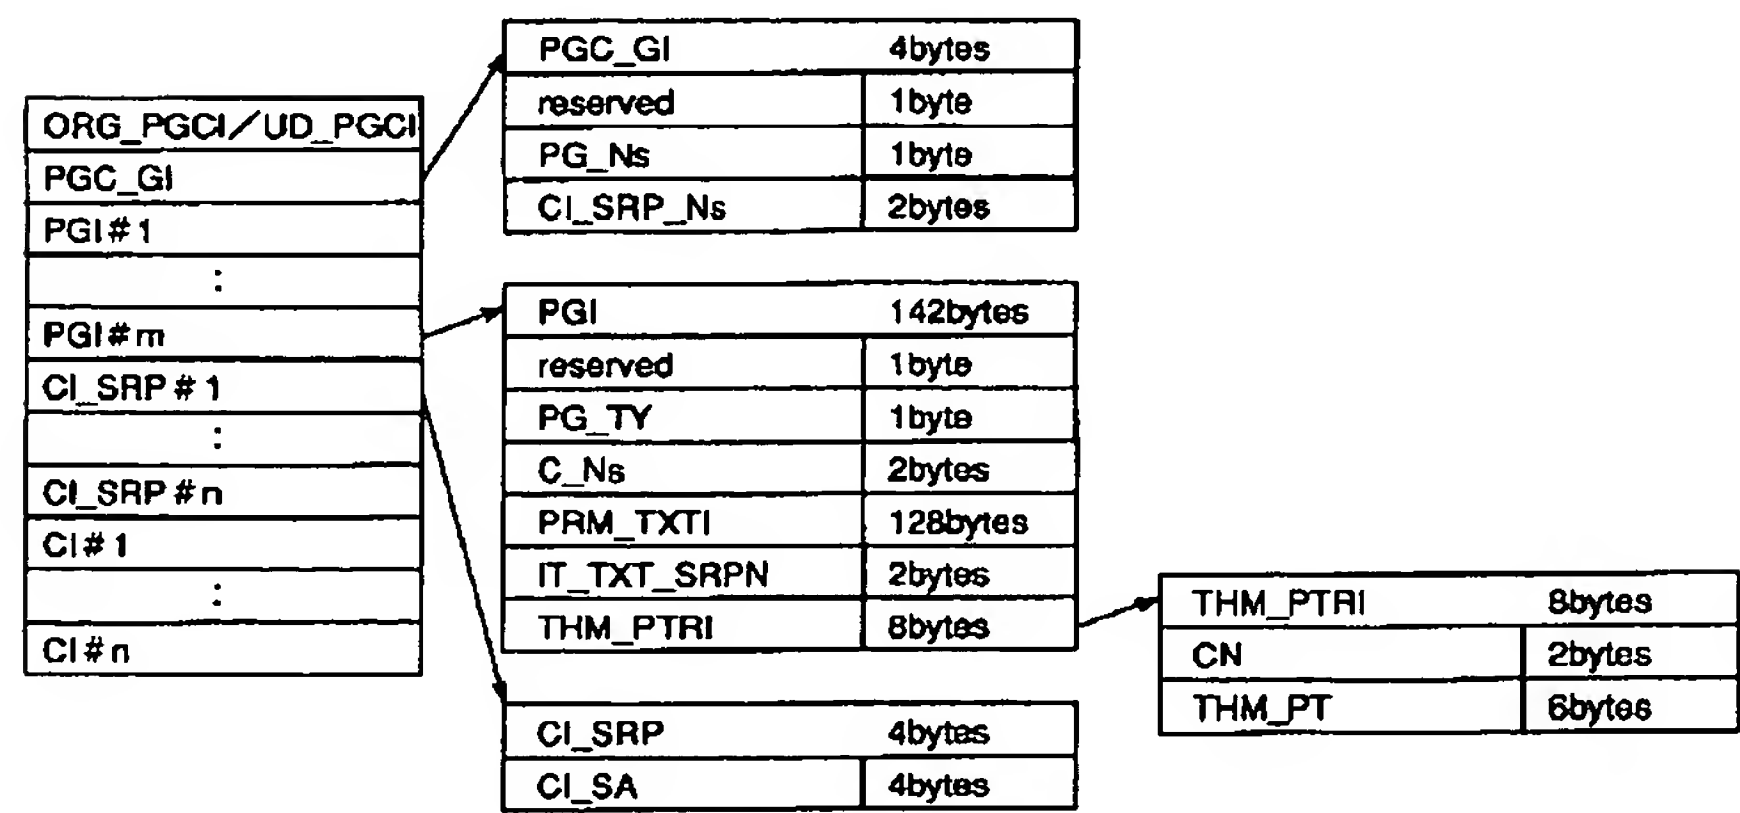 ORG_PGCI/UD_PGCI
PGC_GI
PGI#1
:
PGI#m
CI_SRP#1
:
CI_SRP#n
CI#1
:
CI#n
PGC_GI 4bytes
reserved 1byte
PG_Ns 1byte
CI_SRP_Ns 2bytes
PGI 142bytes
reserved 1byte
PG_TY 1byte
C_Ns 2bytes
PRM_TXTI 128bytes
IT_TXT_SRPN 2bytes
THM_PTRI 8bytes
CI_SRP 4bytes
CI_SA 4bytes
THM_PTRI 8bytes
CN 2bytes
THM_PT 6bytes